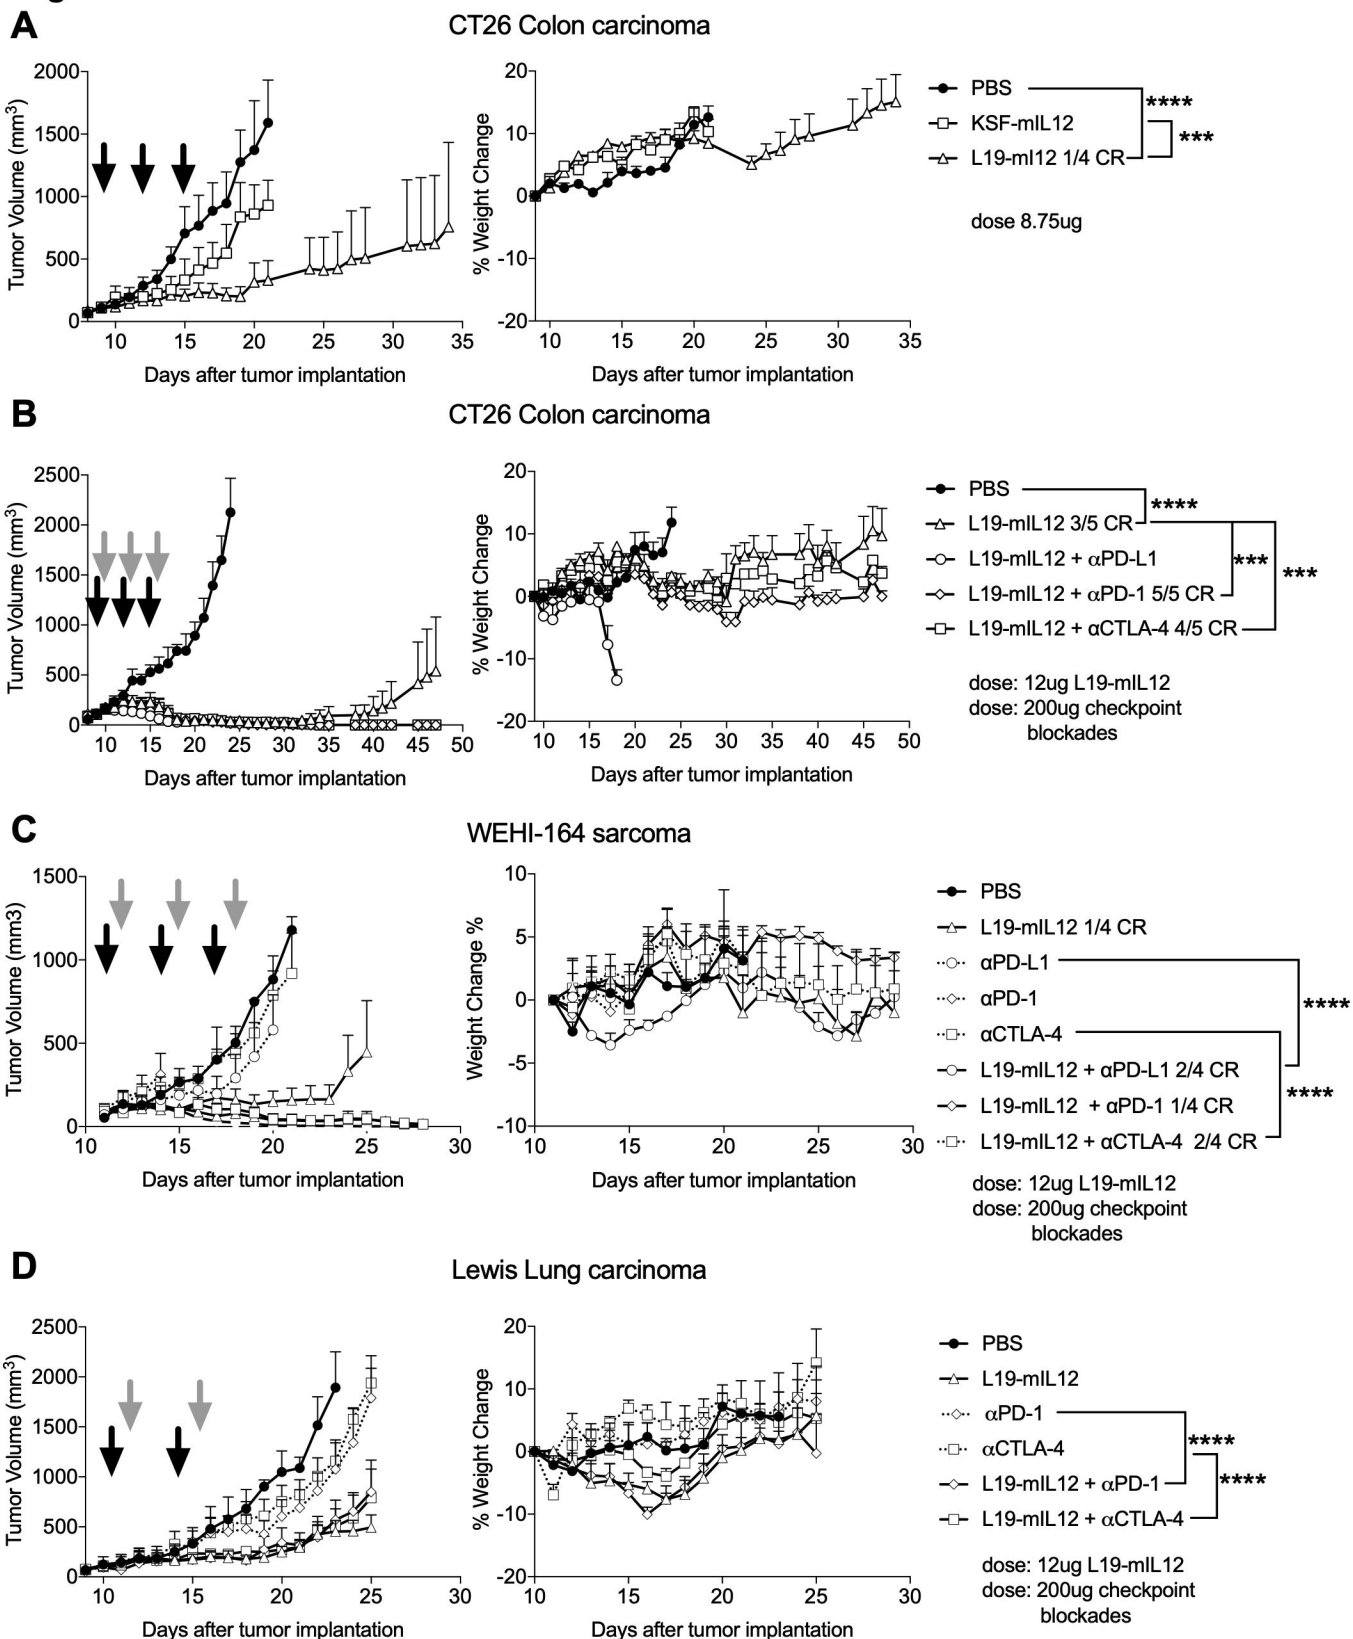 A
CT26 Colon carcinoma
Tumor Volume (mm3)
2000
1500
1000
500
0
10 15 20 25 30 35
Days after tumor implantation
% Weight Change
20
10
0
-10
-20
10 15 20 25 30 35
Days after tumor implantation
PBS
****
KSF-mIL12
***
L19-mI12 1/4 CR
dose 8.75ug
B
CT26 Colon carcinoma
Tumor Volume (mm3)
2500
2000
1500
1000
500
0
10 15 20 25 30 35 40 45 50
Days after tumor implantation
% Weight Change
20
10
0
-10
-20
10 15 20 25 30 35 40 45 50
Days after tumor implantation
PBS
****
L19-mIL12 3/5 CR
L19-mIL12 + αPD-L1
*** ***
L19-mIL12 + αPD-1 5/5 CR
L19-mIL12 + αCTLA-4 4/5 CR
dose: 12ug L19-mIL12
dose: 200ug checkpoint
blockades
C
WEHI-164 sarcoma
Tumor Volume (mm3)
1500
1000
500
0
10 15 20 25 30
Days after tumor implantation
Weight Change %
10
5
0
-5
-10
10 15 20 25 30
Days after tumor implantation
PBS
L19-mIL12 1/4 CR
αPD-L1
αPD-1
****
αCTLA-4
L19-mIL12 + αPD-L1 2/4 CR
****
L19-mIL12 + αPD-1 1/4 CR
L19-mIL12 + αCTLA-4 2/4 CR
dose: 12ug L19-mIL12
dose: 200ug checkpoint
blockades
D
Lewis Lung carcinoma
Tumor Volume (mm3)
2500
2000
1500
1000
500
0
10 15 20 25 30
Days after tumor implantation
% Weight Change
20
10
0
-10
-20
10 15 20 25 30
Days after tumor implantation
PBS
L19-mIL12
αPD-1
****
αCTLA-4
****
L19-mIL12 + αPD-1
L19-mIL12 + αCTLA-4
dose: 12ug L19-mIL12
dose: 200ug checkpoint
blockades